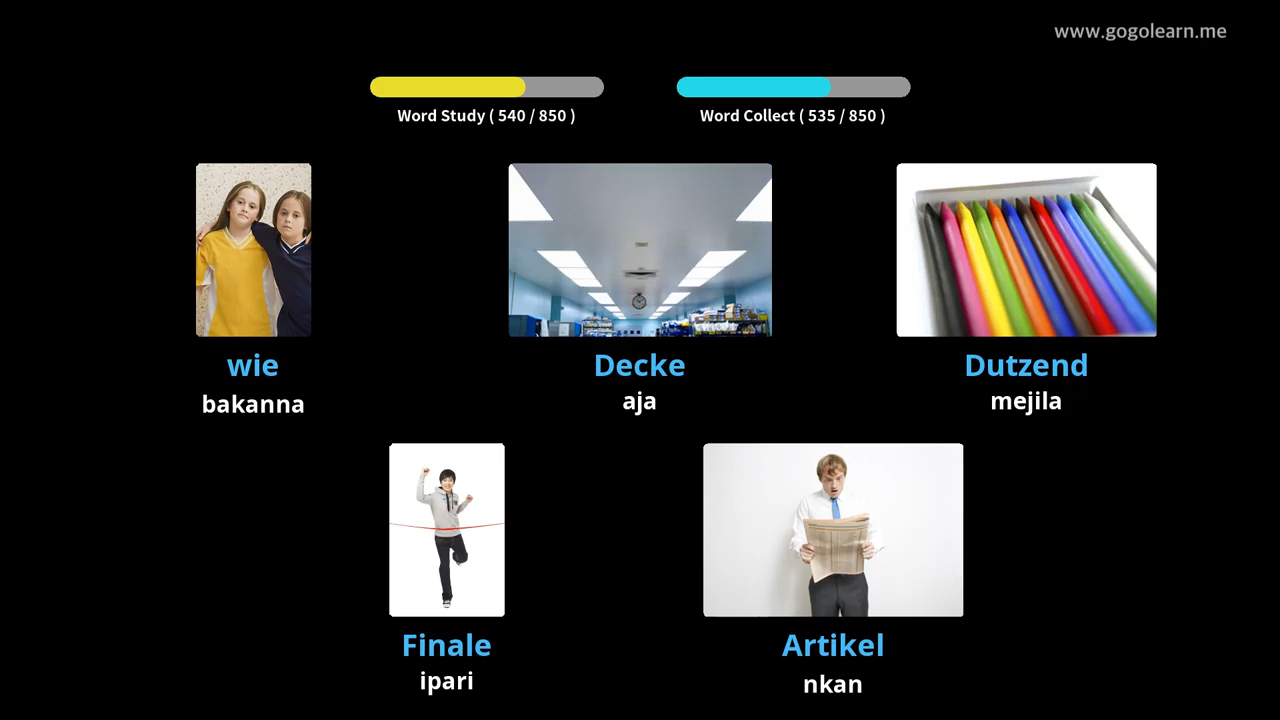 www.gogolearn.me
Word Study ( 540 / 850 )
Word Collect ( 535 / 850 )
wie
bakanna
Decke
aja
Dutzend
mejila
Finale
ipari
Artikel
nkan